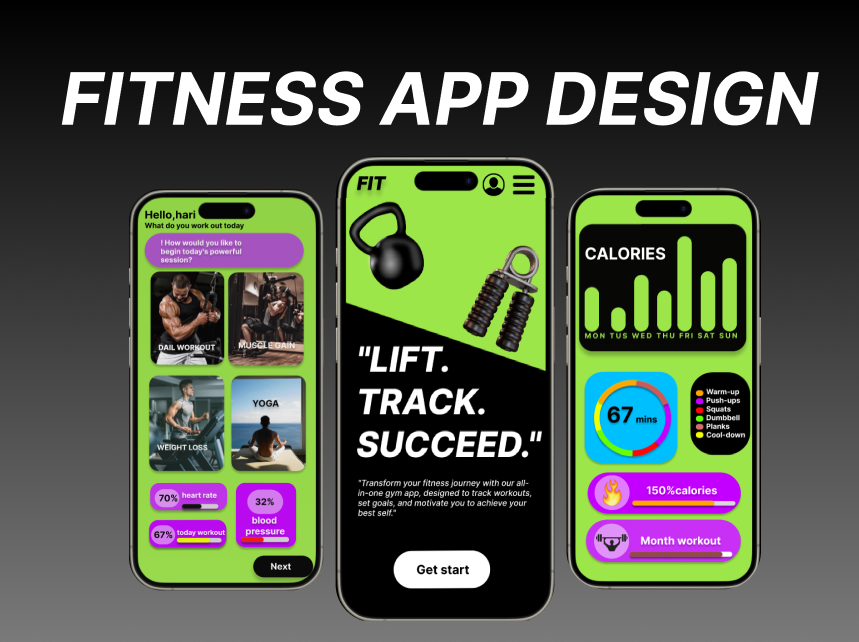 FITNESS APP DESIGN
Hello,hari
What do you work out today
! How would you like to
begin today's powerful
session?
DAIL WORKOUT
MUSCLE GAIN
WEIGHT LOSS
YOGA
70%
heart rate
67%
today workout
32%
blood
pressure
Next
FIT
"LIFT.
TRACK.
SUCCEED."
"Transform your fitness journey with our all-
in-one gym app, designed to track workouts,
set goals, and motivate you to achieve your
best self."
Get start
CALORIES
MON TUS WED THU FRI SAT SUN
67 mins
Warm-up
Push-ups
Squats
Dumbbell
Planks
Cool-down
150%calories
Month workout